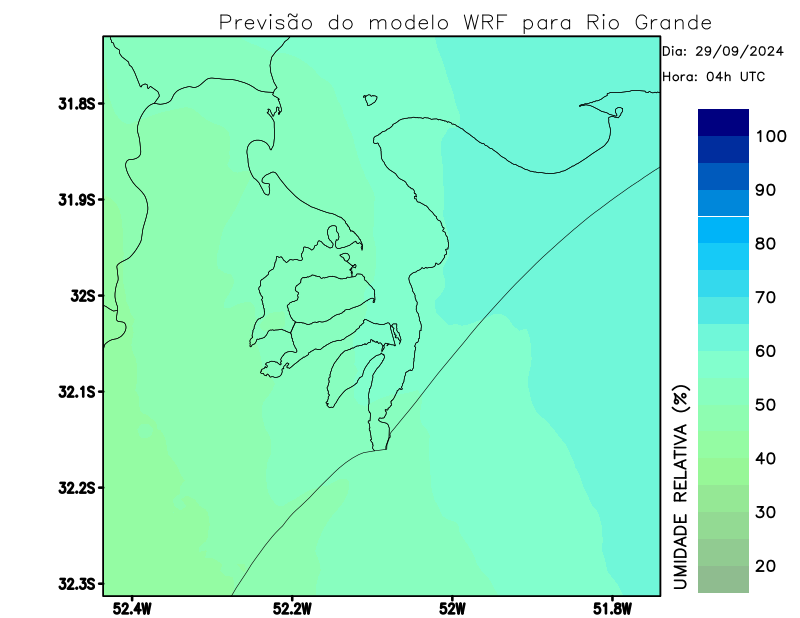 Previsão do modelo WRF para Rio Grande
Dia: 29/09/2024
Hora: 04h UTC
31.8S
31.9S
32S
32.1S
32.2S
32.3S
52.4W
52.2W
52W
51.8W
100
90
80
70
60
50
40
30
20
UMIDADE RELATIVA (%)